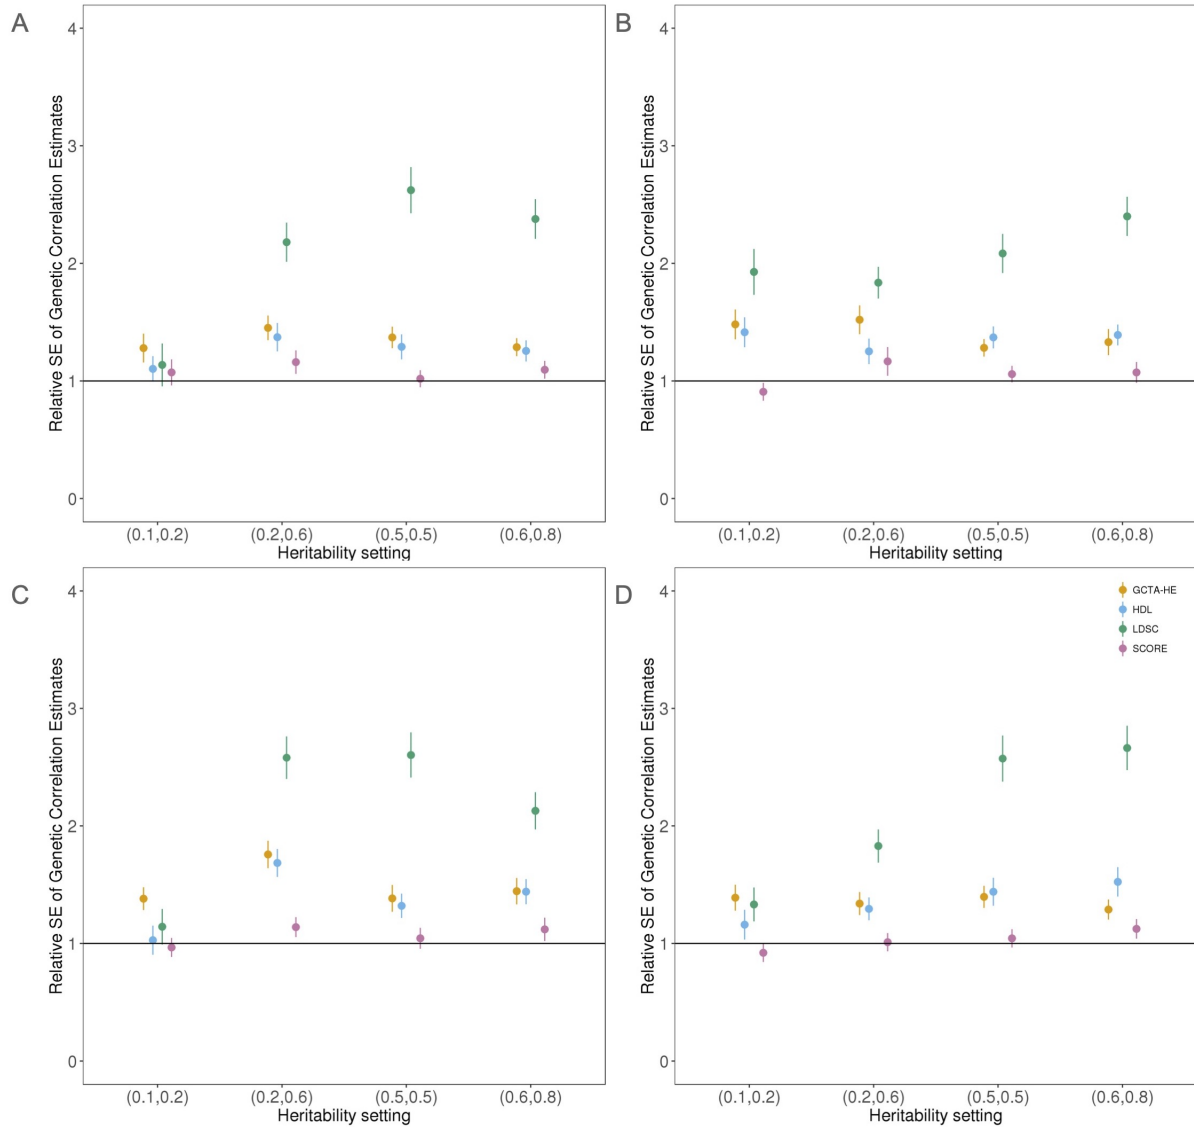 A
Relative SE of Genetic Correlation Estimates
4
3
2
1
0
(0.1,0.2) (0.2,0.6) (0.5,0.5) (0.6,0.8)
Heritability setting
B
Relative SE of Genetic Correlation Estimates
4
3
2
1
0
(0.1,0.2) (0.2,0.6) (0.5,0.5) (0.6,0.8)
Heritability setting
C
Relative SE of Genetic Correlation Estimates
4
3
2
1
0
(0.1,0.2) (0.2,0.6) (0.5,0.5) (0.6,0.8)
Heritability setting
D
Relative SE of Genetic Correlation Estimates
4
3
2
1
0
(0.1,0.2) (0.2,0.6) (0.5,0.5) (0.6,0.8)
Heritability setting
GCTA-HE
HDL
LDSC
SCORE